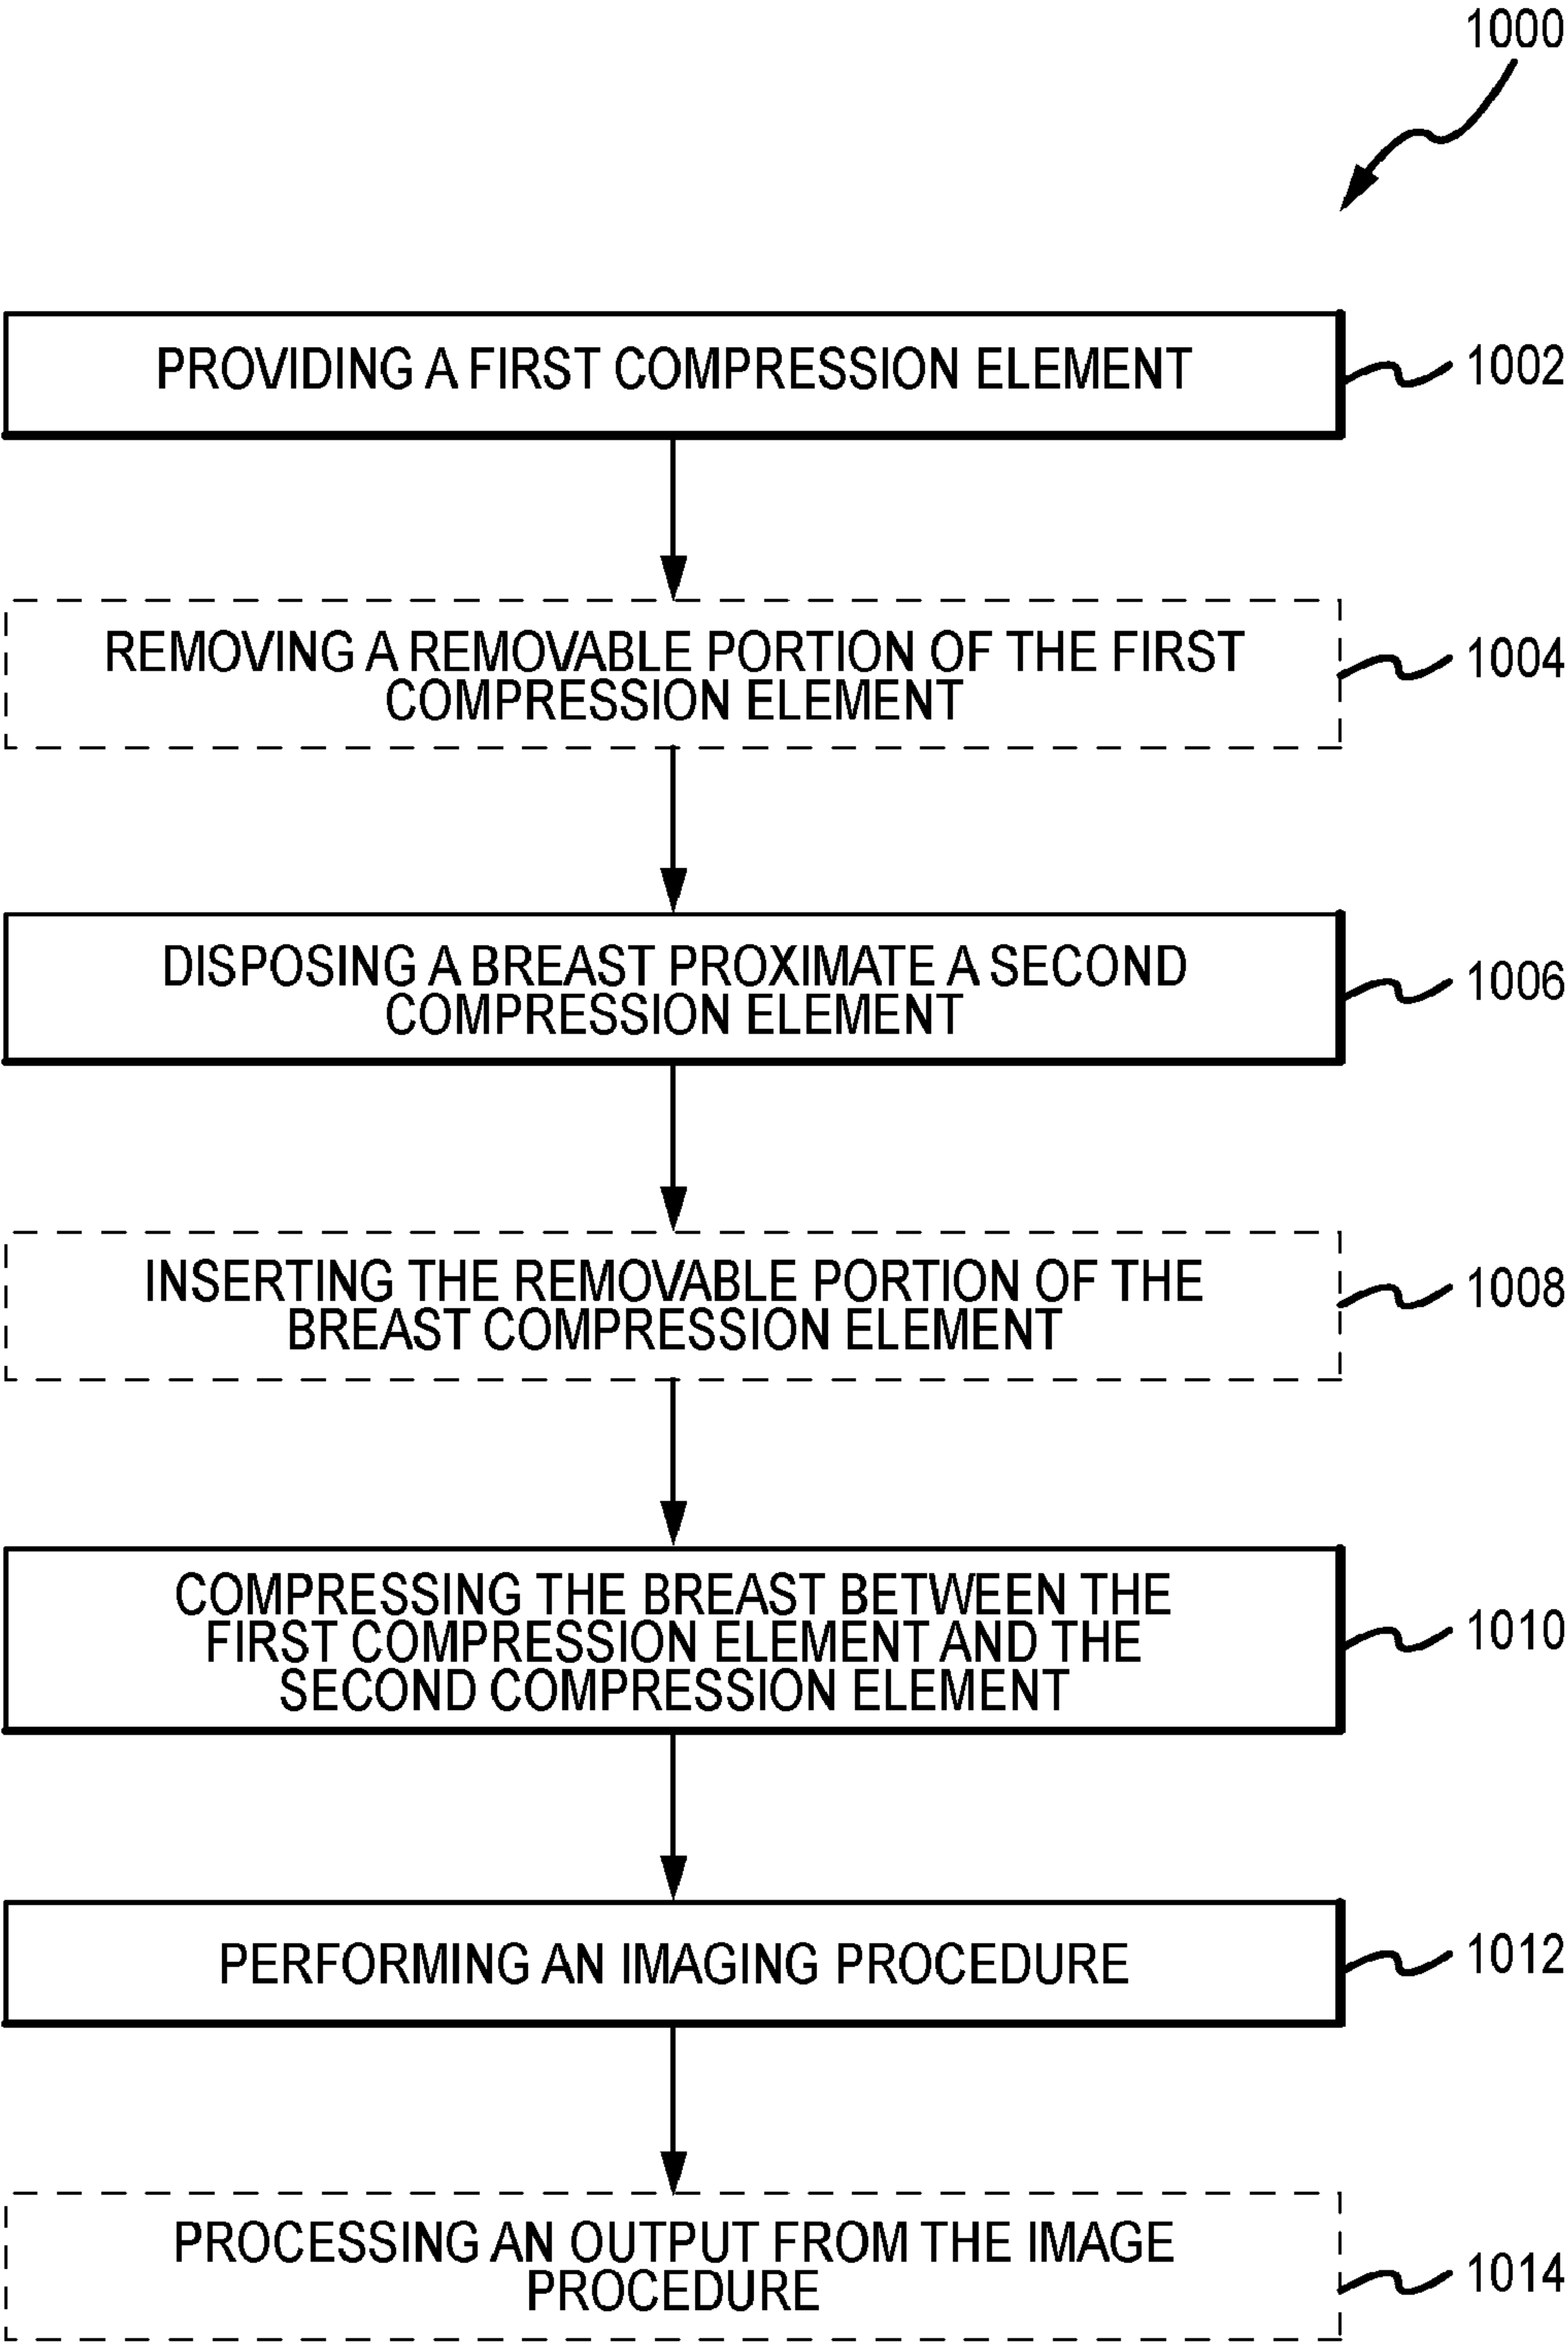 1000
PROVIDING A FIRST COMPRESSION ELEMENT
1002
REMOVING A REMOVABLE PORTION OF THE FIRST
COMPRESSION ELEMENT
1004
DISPOSING A BREAST PROXIMATE A SECOND
COMPRESSION ELEMENT
1006
INSERTING THE REMOVABLE PORTION OF THE
BREAST COMPRESSION ELEMENT
1008
COMPRESSING THE BREAST BETWEEN THE
FIRST COMPRESSION ELEMENT AND THE
SECOND COMPRESSION ELEMENT
1010
PERFORMING AN IMAGING PROCEDURE
1012
PROCESSING AN OUTPUT FROM THE IMAGE
PROCEDURE
1014